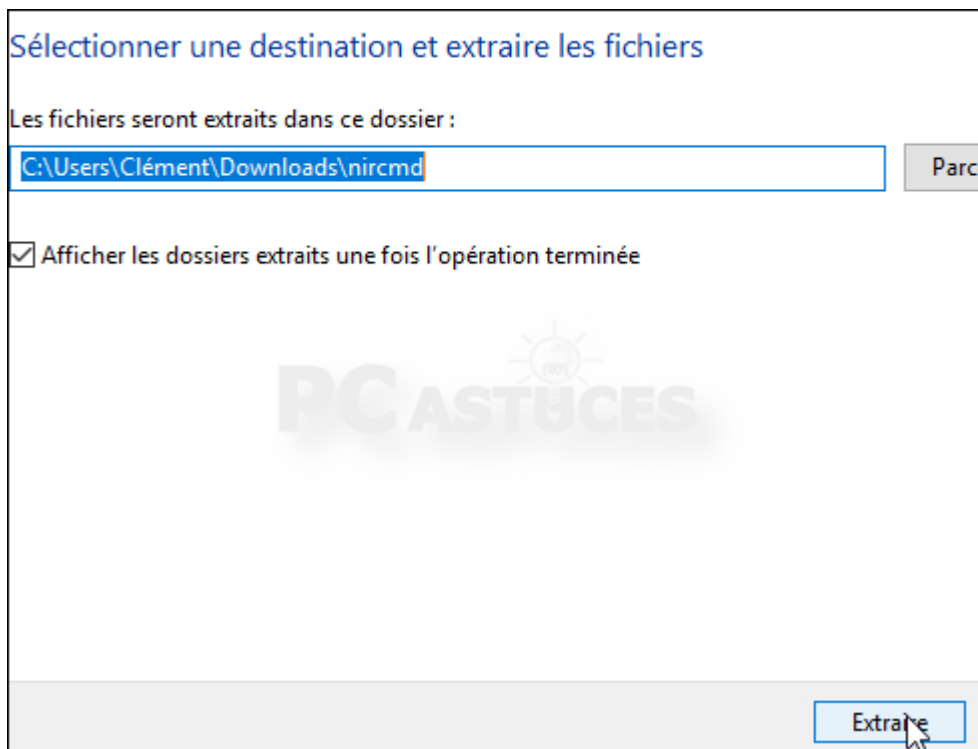 Sélectionner une destination et extraire les fichiers
Les fichiers seront extraits dans ce dossier :
C:\Users\Clément\Downloads\nircmd
Parc
Afficher les dossiers extraits une fois l’opération terminée
PC ASTUCES
Extraire